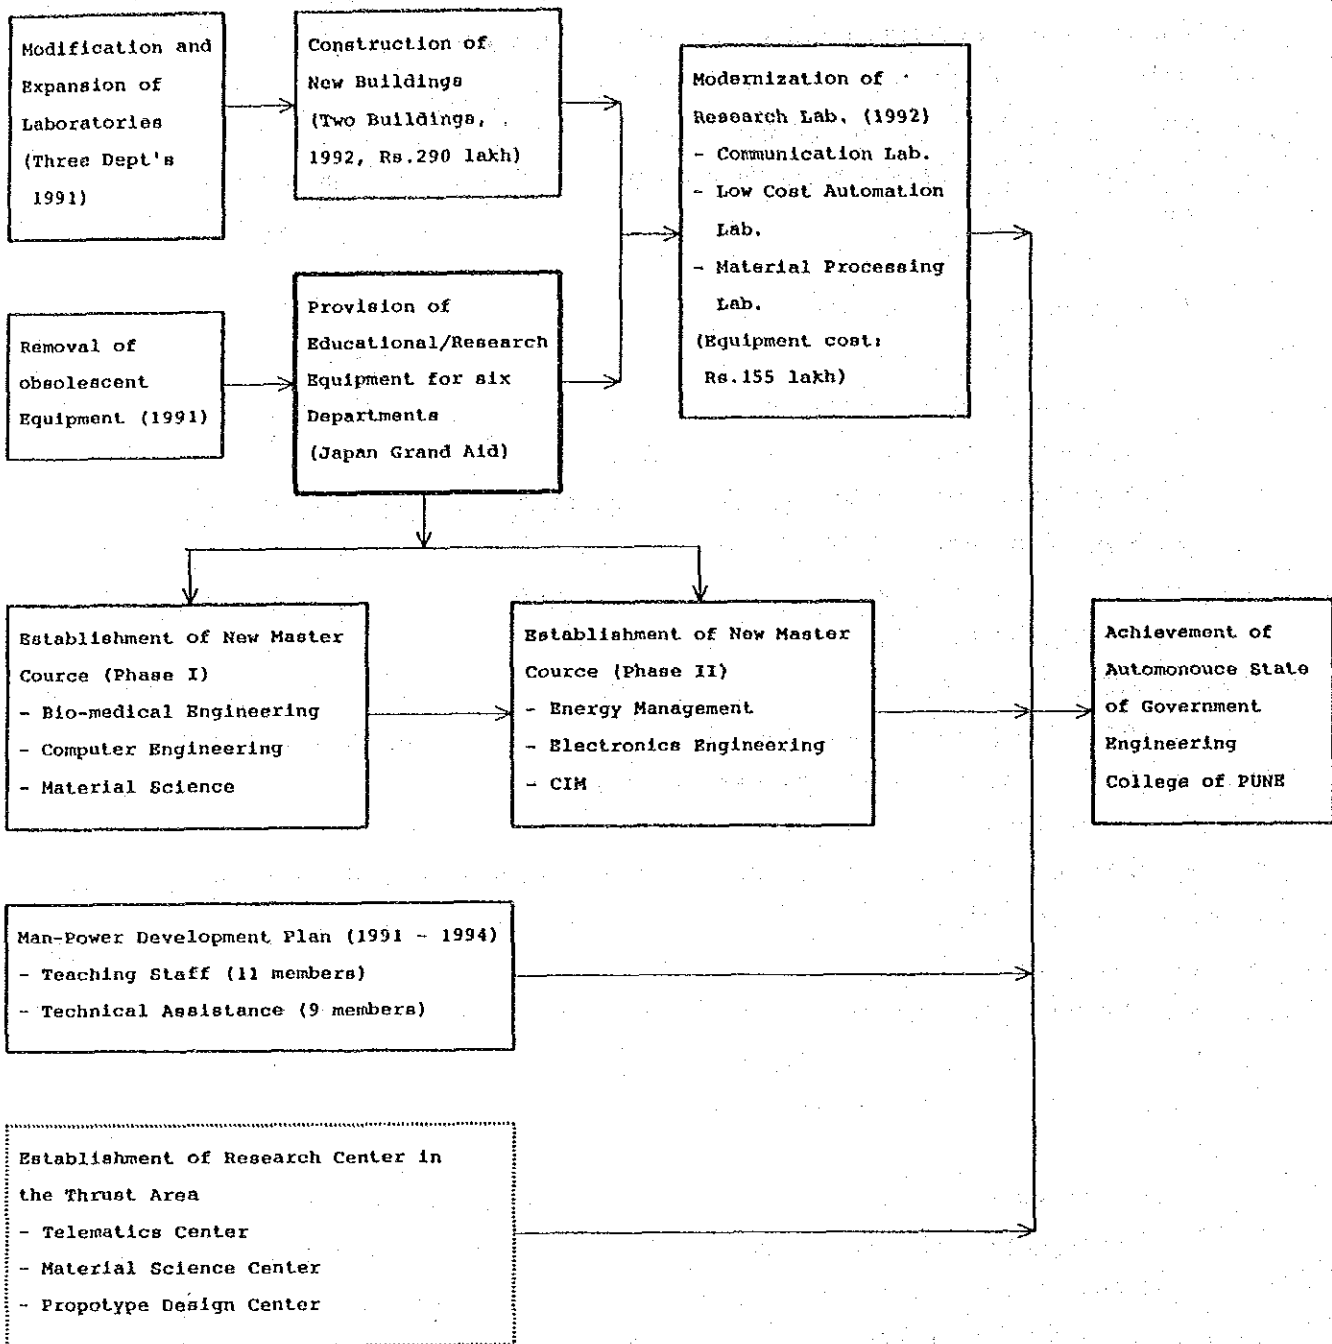 Modification and
Expansion of
Laboratories
(Three Dept's
1991)
Construction of
New Buildings
(Two Buildings,
1992, Rs.290 lakh)
Modernization of
Research Lab. (1992)
- Communication Lab.
- Low Cost Automation
Lab.
- Material Processing
Lab.
(Equipment cost:
Rs.155 lakh)
Removal of
obsolescent
Equipment (1991)
Provision of
Educational/Research
Equipment for six
Departments
(Japan Grand Aid)
Establishment of New Master
Cource (Phase I)
- Bio-medical Engineering
- Computer Engineering
- Material Science
Establishment of New Master
Cource (Phase II)
- Energy Management
- Electronics Engineering
- CIM
Achievement of
Automonouce State
of Government
Engineering
College of PUNE
Man-Power Development Plan (1991 - 1994)
- Teaching Staff (11 members)
- Technical Assistance (9 members)
Establishment of Research Center in
the Thrust Area
- Telematics Center
- Material Science Center
- Propotype Design Center